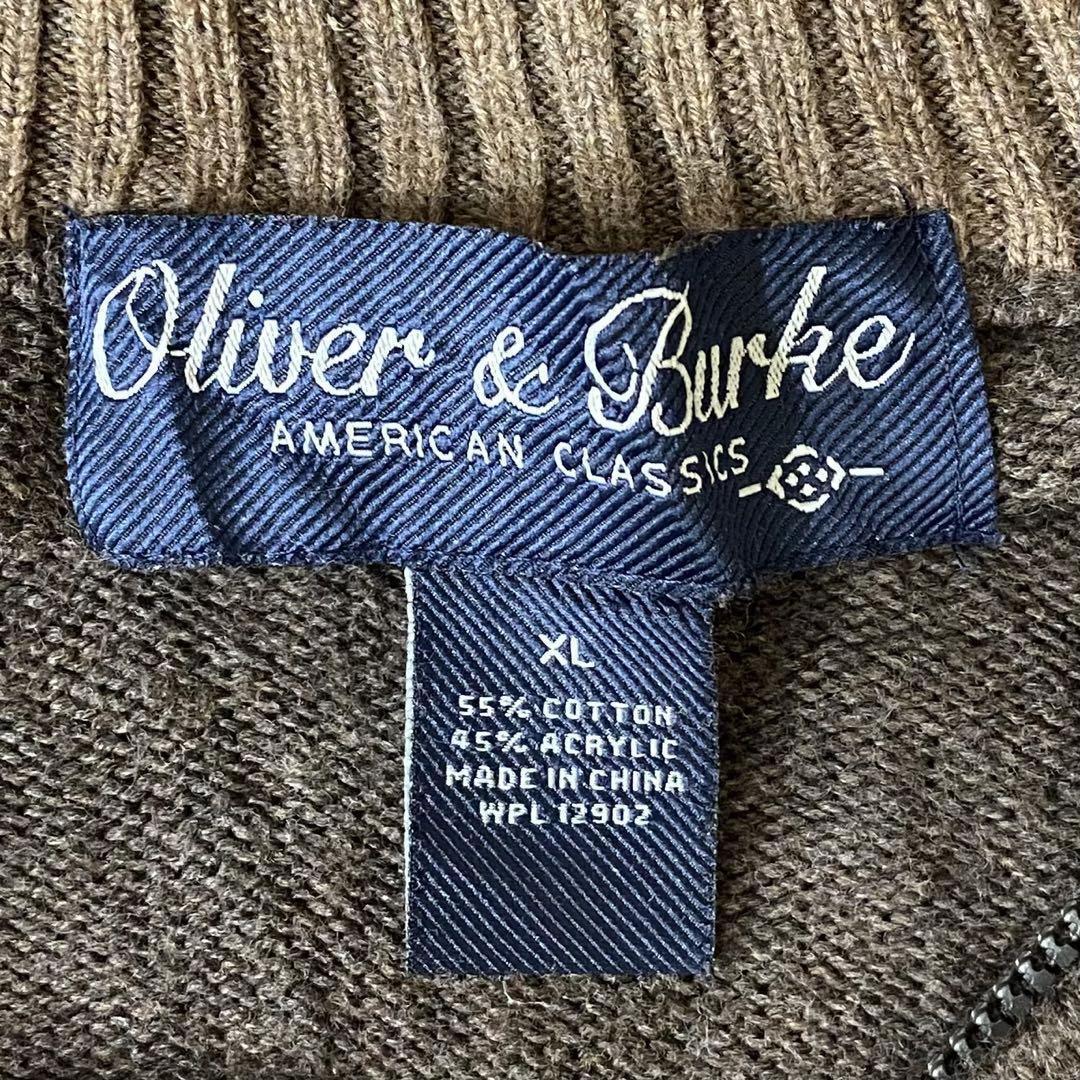 Oliver & Burke
AMERICAN CLASSICS
XL
55% COTTON
45% ACRYLIC
MADE IN CHINA
WPL 12902